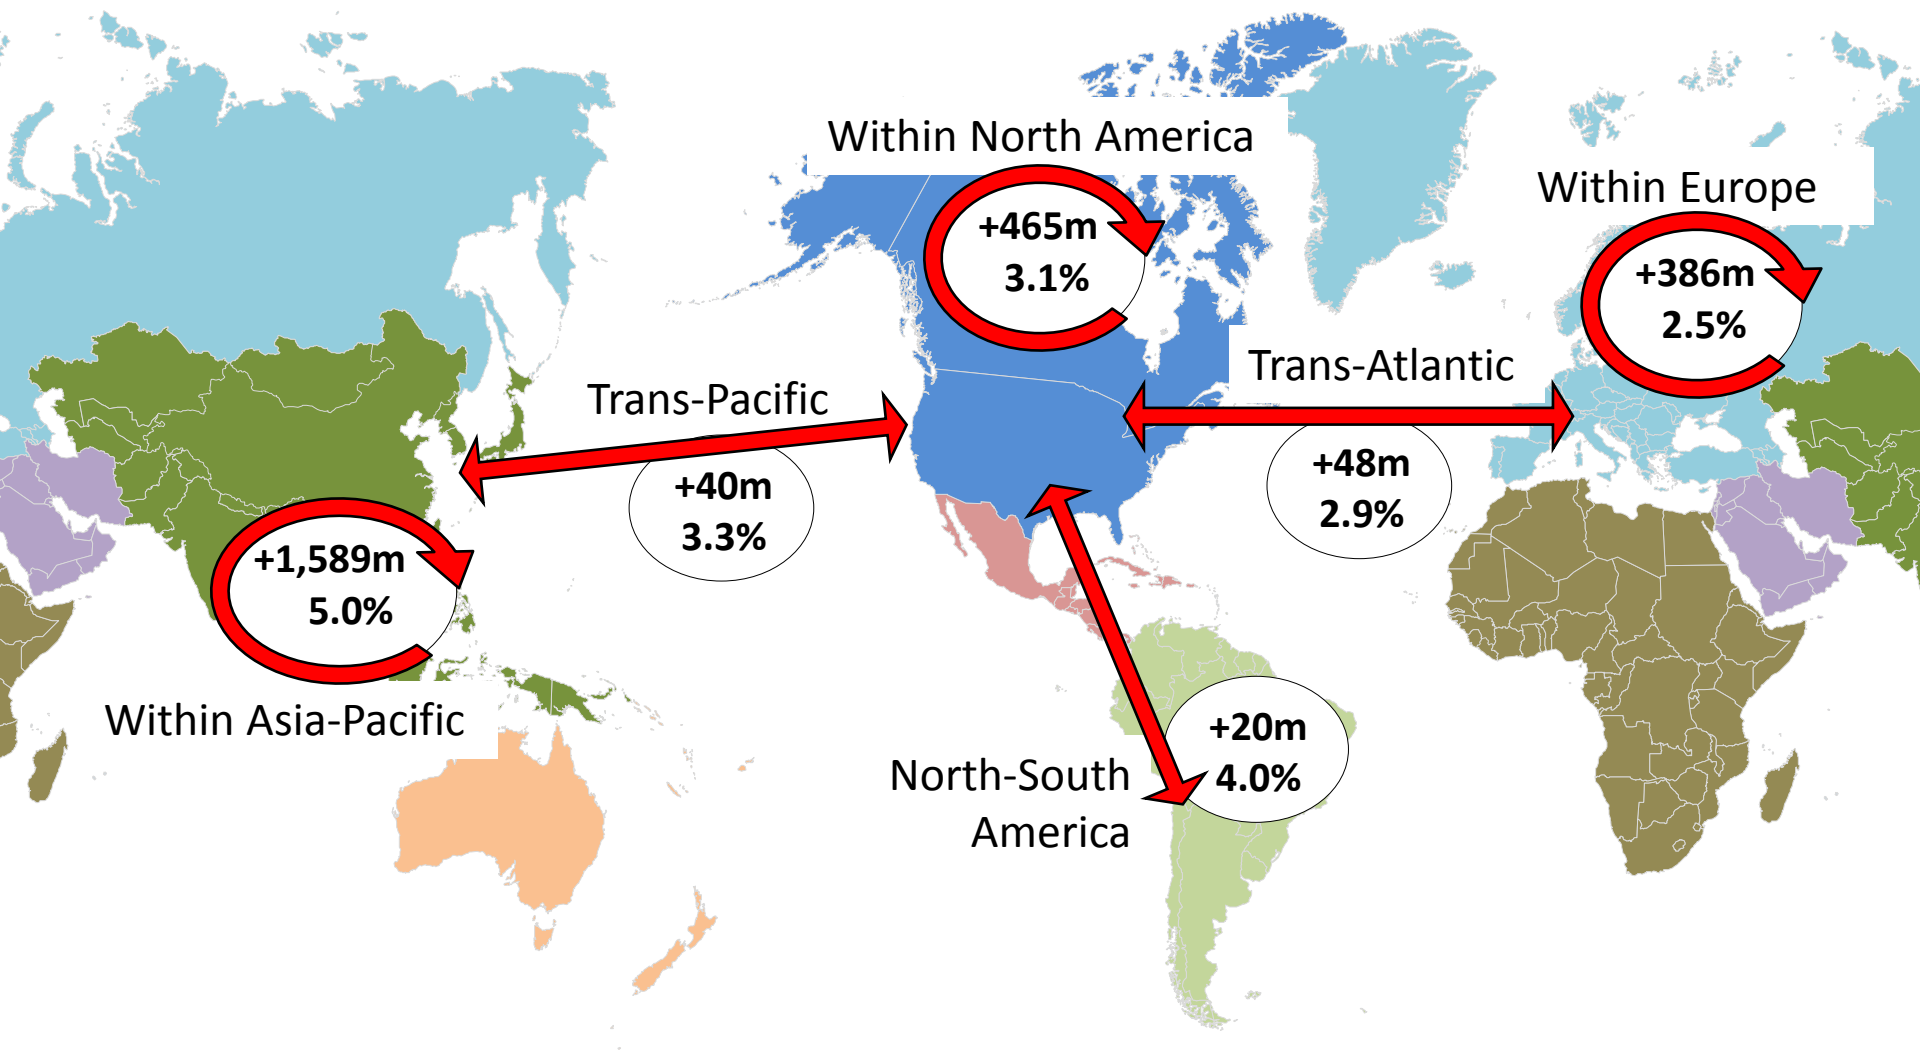 Within North America
+465m
3.1%
Within Europe
+386m
2.5%
Trans-Atlantic
+48m
2.9%
Trans-Pacific
+40m
3.3%
+1,589m
5.0%
Within Asia-Pacific
North-South
America
+20m
4.0%